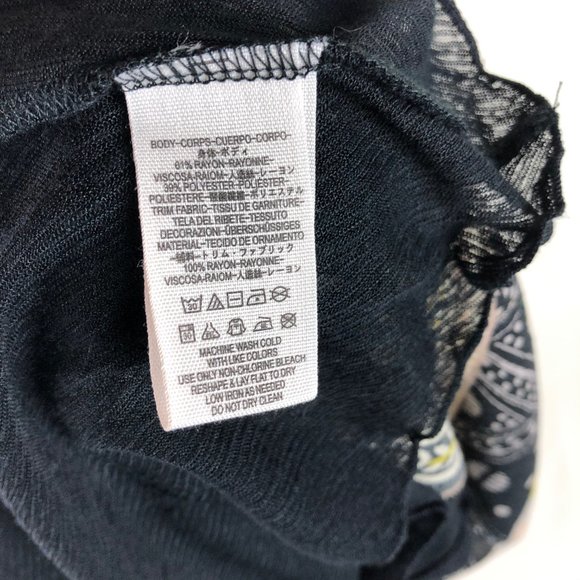 BODY-CORPS-CUERPO-CORPO-
身体-ボディ
61% RAYON-RAYONNE-
VISCOSA-RAIOM-人造絲-レーヨン
39% POLYESTER-POLIESTER-
POLIESTERE-聚酯纖維-ポリエステル
TRIM FABRIC-TISSU DE GARNITURE-
TELA DEL RIBETE-TESSUTO
DECORAZIONI-ÜBERSCHÜSSIGEM
MATERIAL-TECIDO DE ORNAMENTO
-輔料-トリム・ファブリック
100% RAYON-RAYONNE-
VISCOSA-RAIOM-人造絲-レーヨン
MACHINE WASH COLD
WITH LIKE COLORS
USE ONLY NON-CHLORINE BLEACH
RESHAPE & LAY FLAT TO DRY
LOW IRON AS NEEDED
DO NOT DRY CLEAN